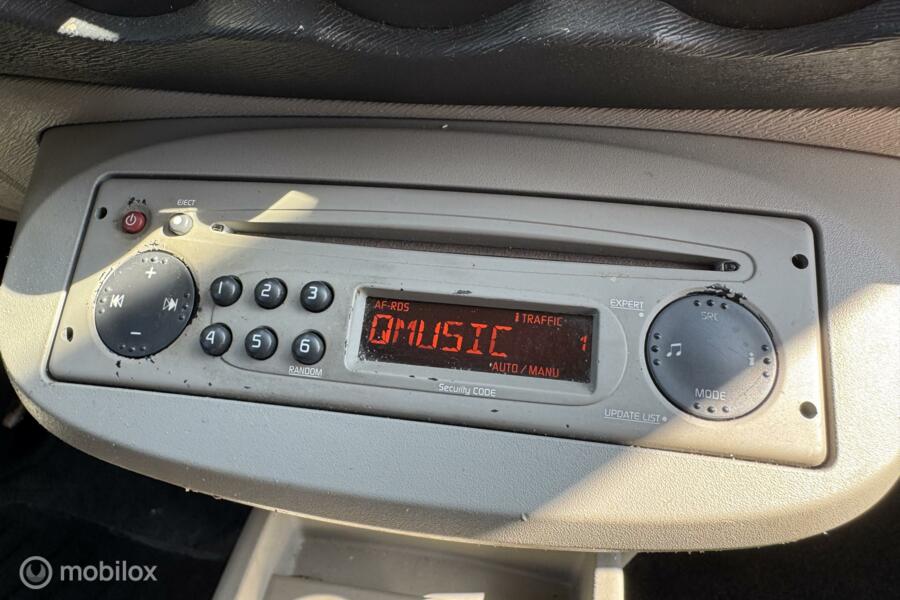 EJECT
+
-
1 2 3
4 5 6
RANDOM
AF-RDS
i TRAFFIC
QMUSIC 1
AUTO/MANU
Security CODE
EXPERT
SRC
i
MODE
UPDATE LIST
mobilox